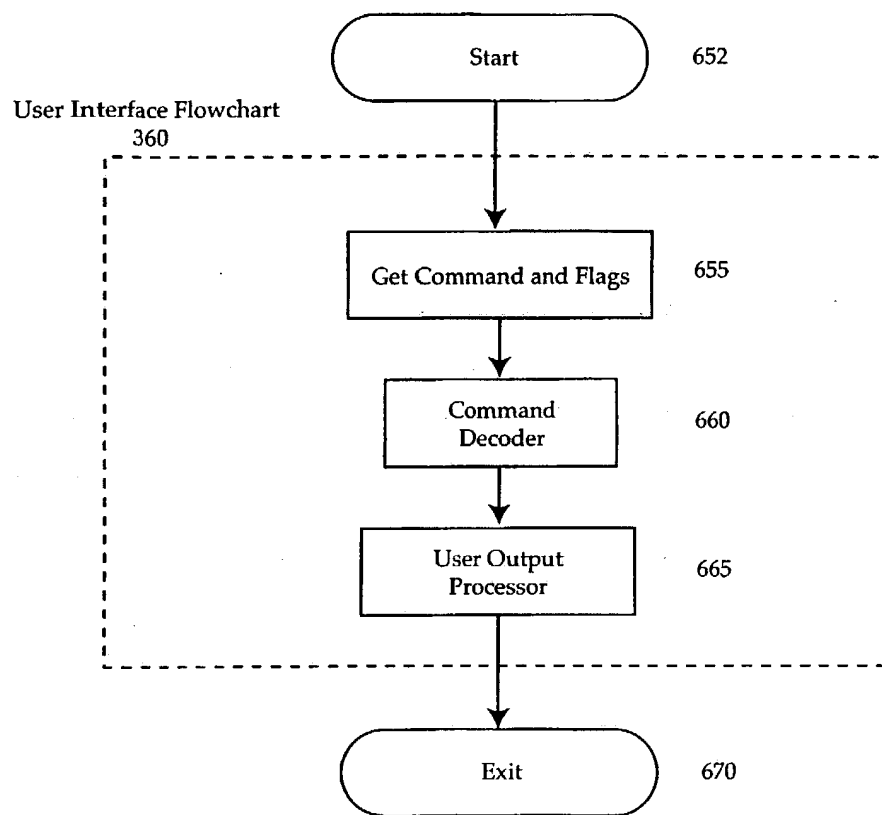 Start
652
User Interface Flowchart
360
Get Command and Flags
655
Command
Decoder
660
User Output
Processor
665
Exit
670